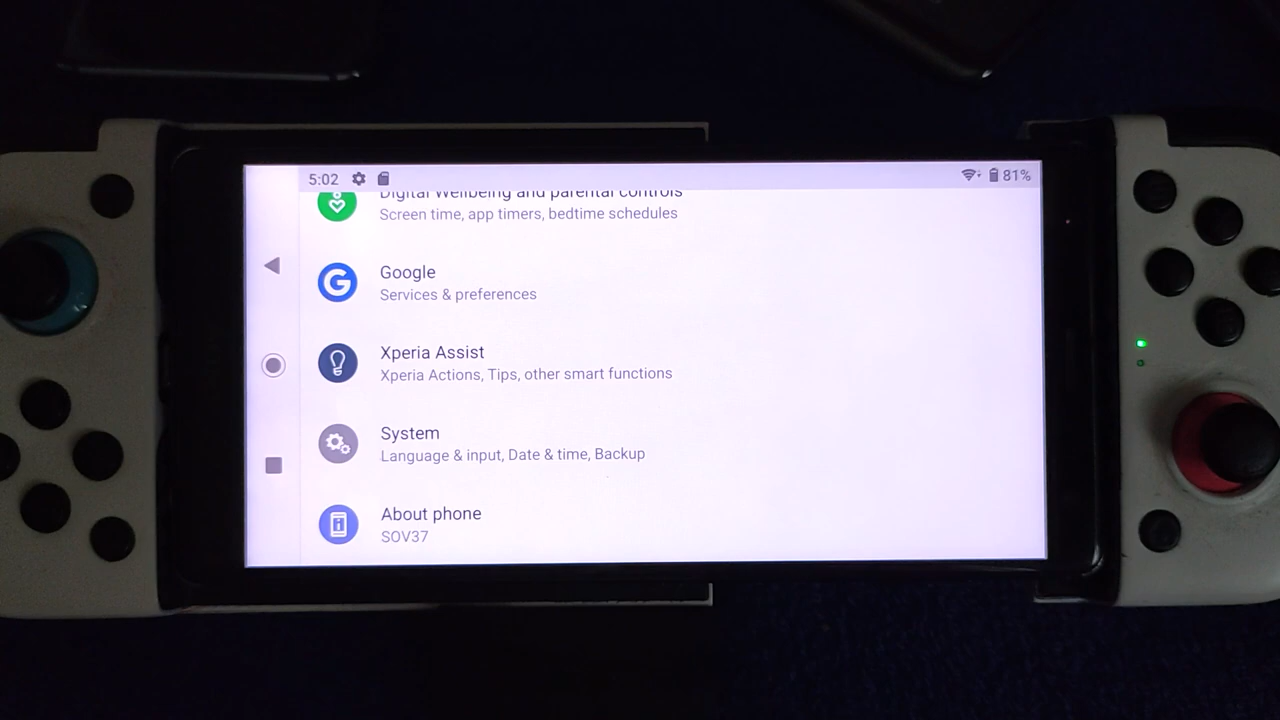 5:02 81%
Digital Wellbeing and parental controls
Screen time, app timers, bedtime schedules
Google
Services & preferences
Xperia Assist
Xperia Actions, Tips, other smart functions
System
Language & input, Date & time, Backup
About phone
SOV37